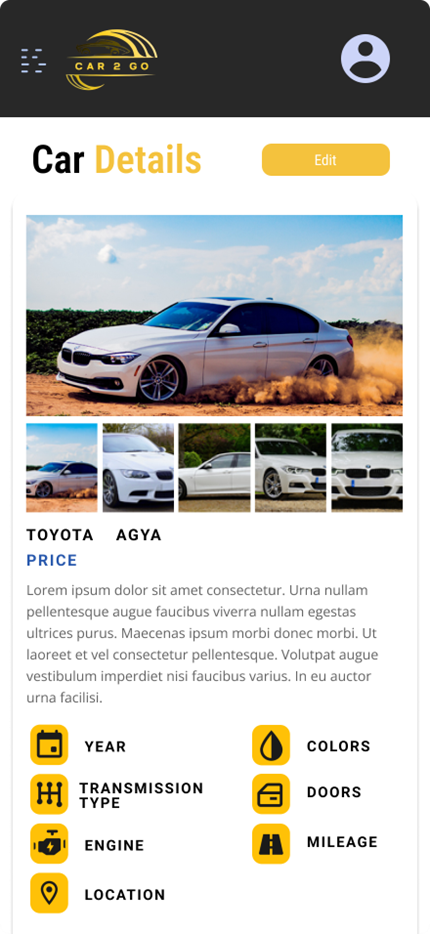 CAR 2 GO
Car Details
Edit
TOYOTA AGYA
PRICE
Lorem ipsum dolor sit amet consectetur. Urna nullam
pellentesque augue faucibus viverra nullam egestas
ultrices purus. Maecenas ipsum morbi donec morbi. Ut
laoreet et vel consectetur pellentesque. Volutpat augue
vestibulum imperdiet nisi faucibus varius. In eu auctor
urna facilisi.
YEAR
COLORS
TRANSMISSION
TYPE
DOORS
ENGINE
MILEAGE
LOCATION